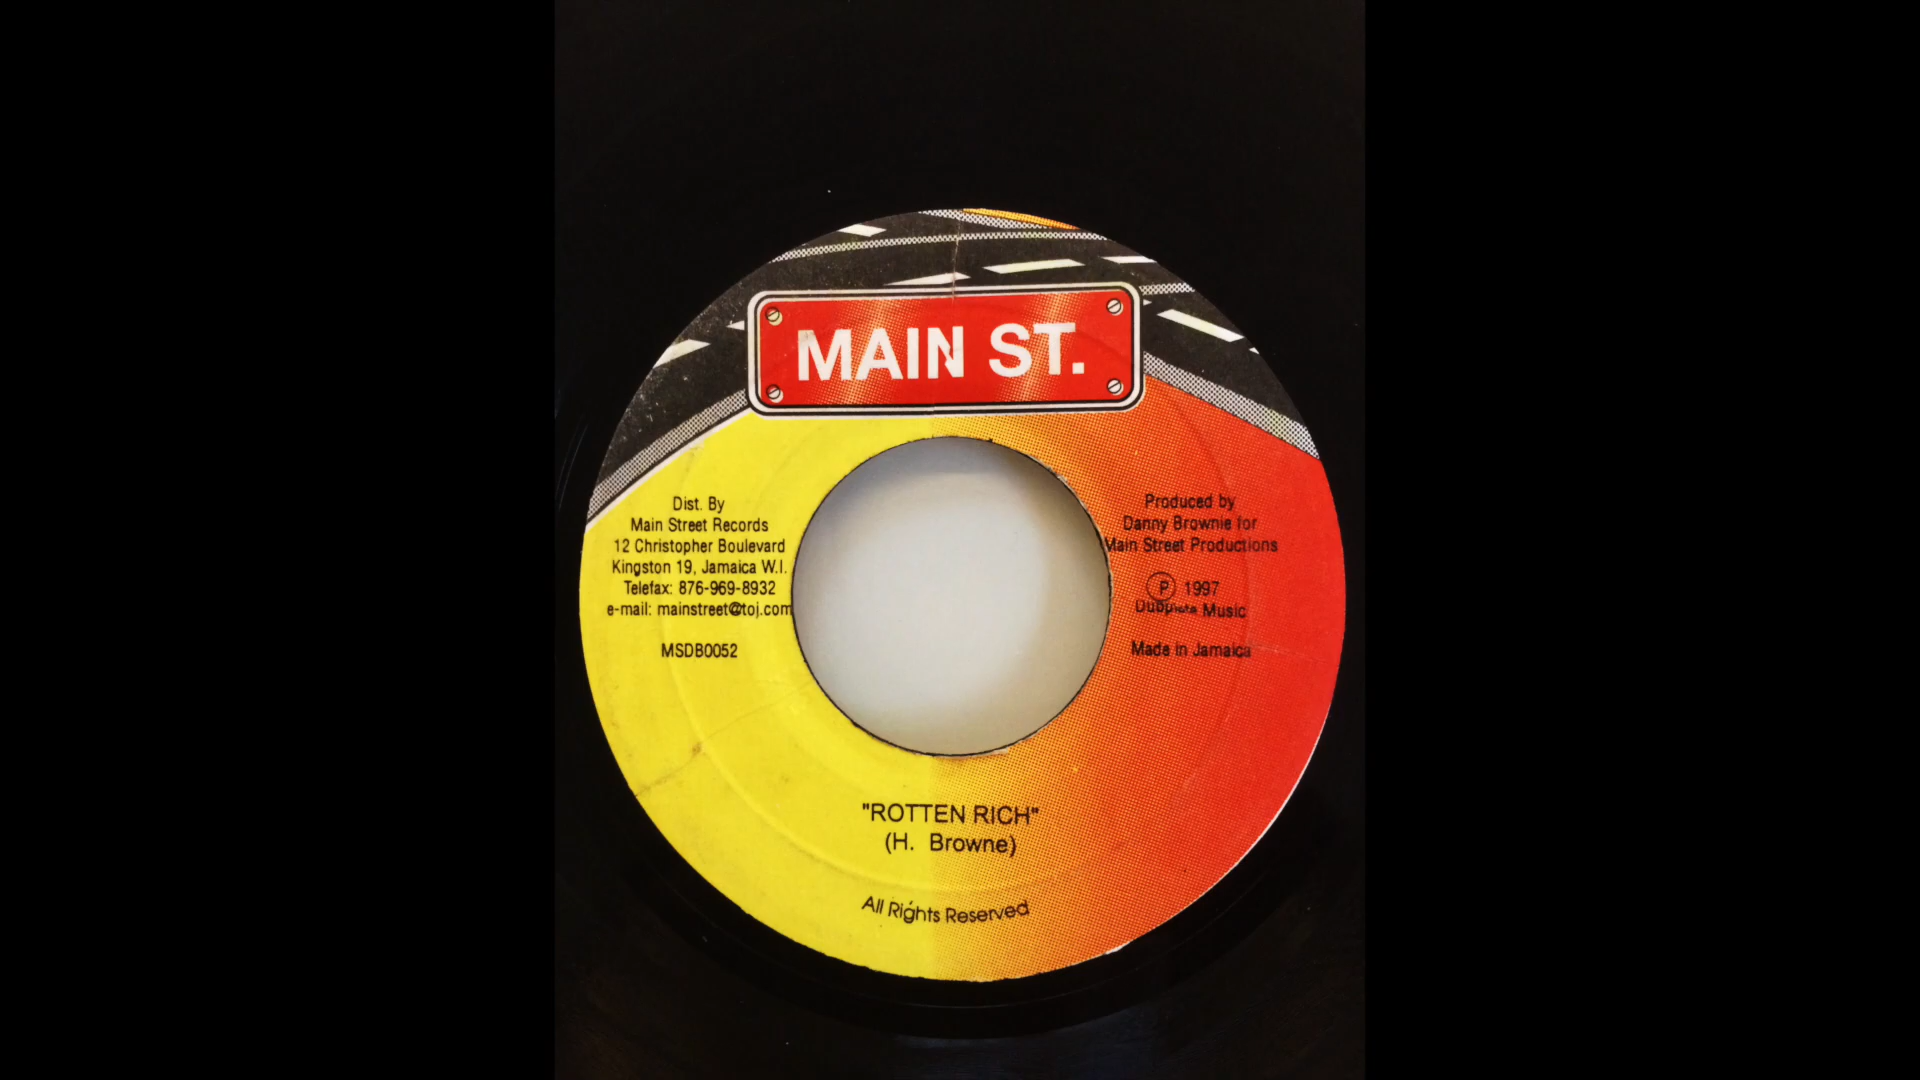 MAIN ST.
Dist. By
Main Street Records
12 Christopher Boulevard
Kingston 19, Jamaica W.I.
Telefax: 876-969-8932
e-mail: mainstreet@toj.com
MSDB0052
Produced by
Danny Brownie for
Main Street Productions
Ⓟ 1997
Dubplate Music
Made in Jamaica
"ROTTEN RICH"
(H. Browne)
All Rights Reserved